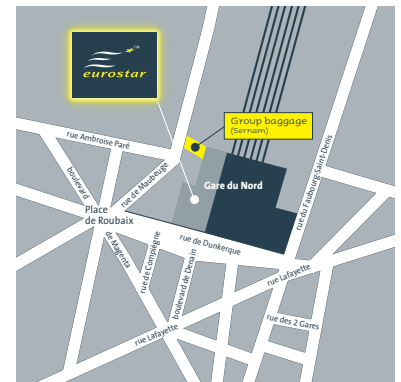 ™
eurostar
Group baggage
(Sernam)
rue Ambroise Paré
rue de Maubeuge
boulevard
de Magenta
Gare du Nord
rue du Faubourg-Saint-Denis
Place
de Roubaix
rue de Dunkerque
rue de Compiègne
boulevard de Denain
rue Lafayette
rue des 2 Gares
rue Lafayette